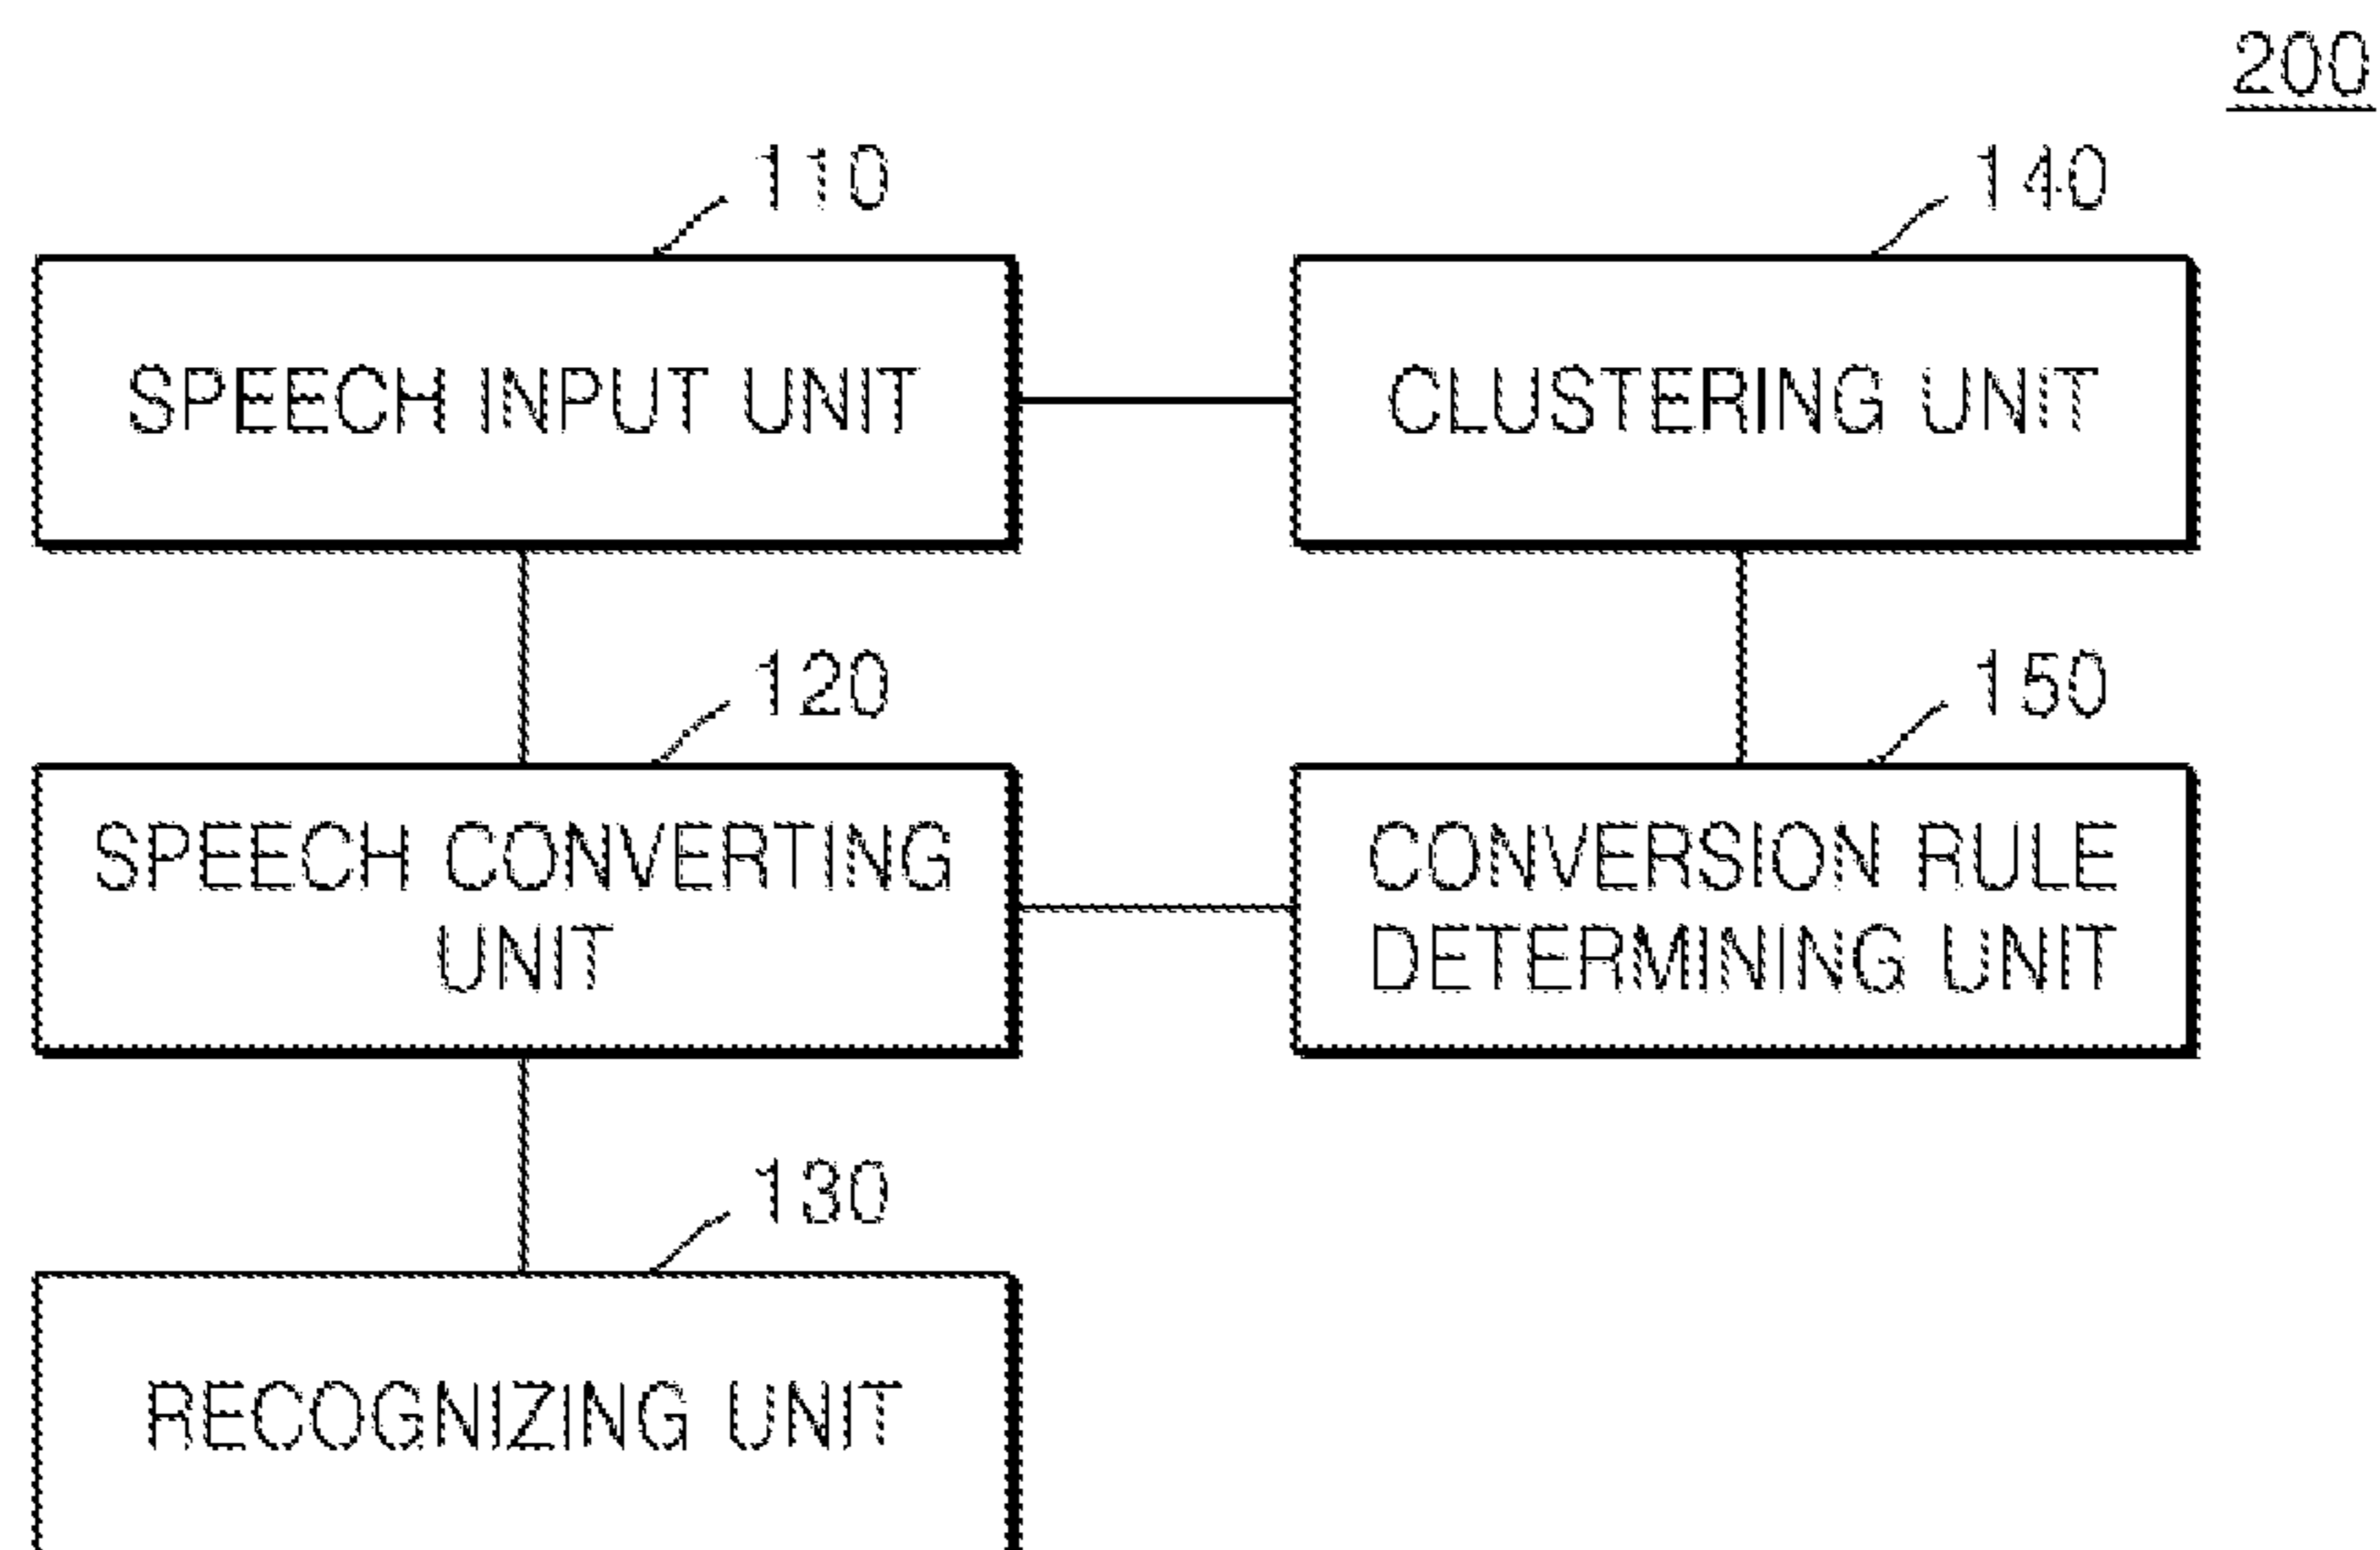 200
110
140
SPEECH INPUT UNIT
CLUSTERING UNIT
120
150
SPEECH CONVERTING
UNIT
CONVERSION RULE
DETERMINING UNIT
130
RECOGNIZING UNIT